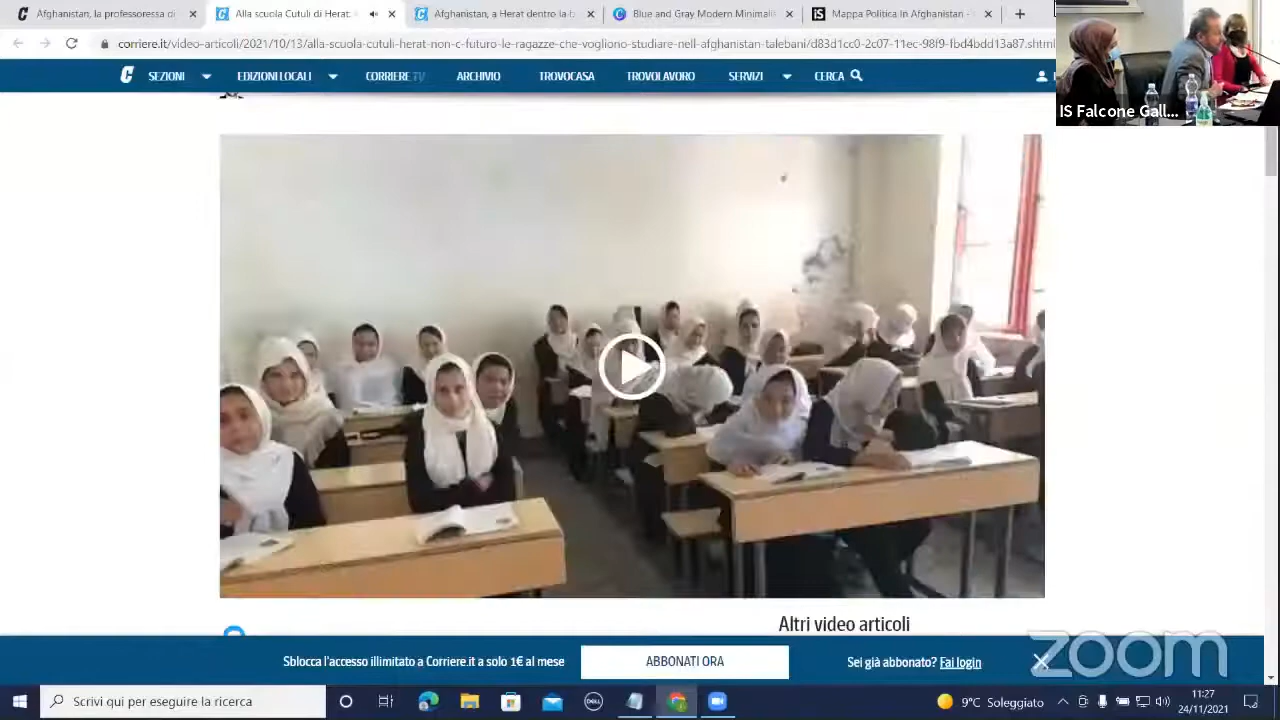 Afghanistan, la professoressa di
Alla scuola Cutuli di Herat
Afghanistan, a Herat dentro la
Blue and Gray Modern Minimalis
Mappa Politica In Afghanistan -
corriere.it/video-articoli/2021/10/13/alla-scuola-cutuli-herat-non-c-futuro-le-ragazze-che-vogliono-studiare-nell-afghanistan-talebani/d83d1cc0-2c07-11ec-98f9-fbd4bdd13a87.shtml
SEZIONI EDIZIONI LOCALI CORRIERE TV ARCHIVIO TROVOCASA TROVOLAVORO SERVIZI CERCA
IS Falcone Gall...
Altri video articoli
Sblocca l'accesso illimitato a Corriere.it a solo 1€ al mese
ABBONATI ORA
Sei già abbonato? Fai login
zoom
Scrivi qui per eseguire la ricerca
DELL
9°C Soleggiato
11:27
24/11/2021